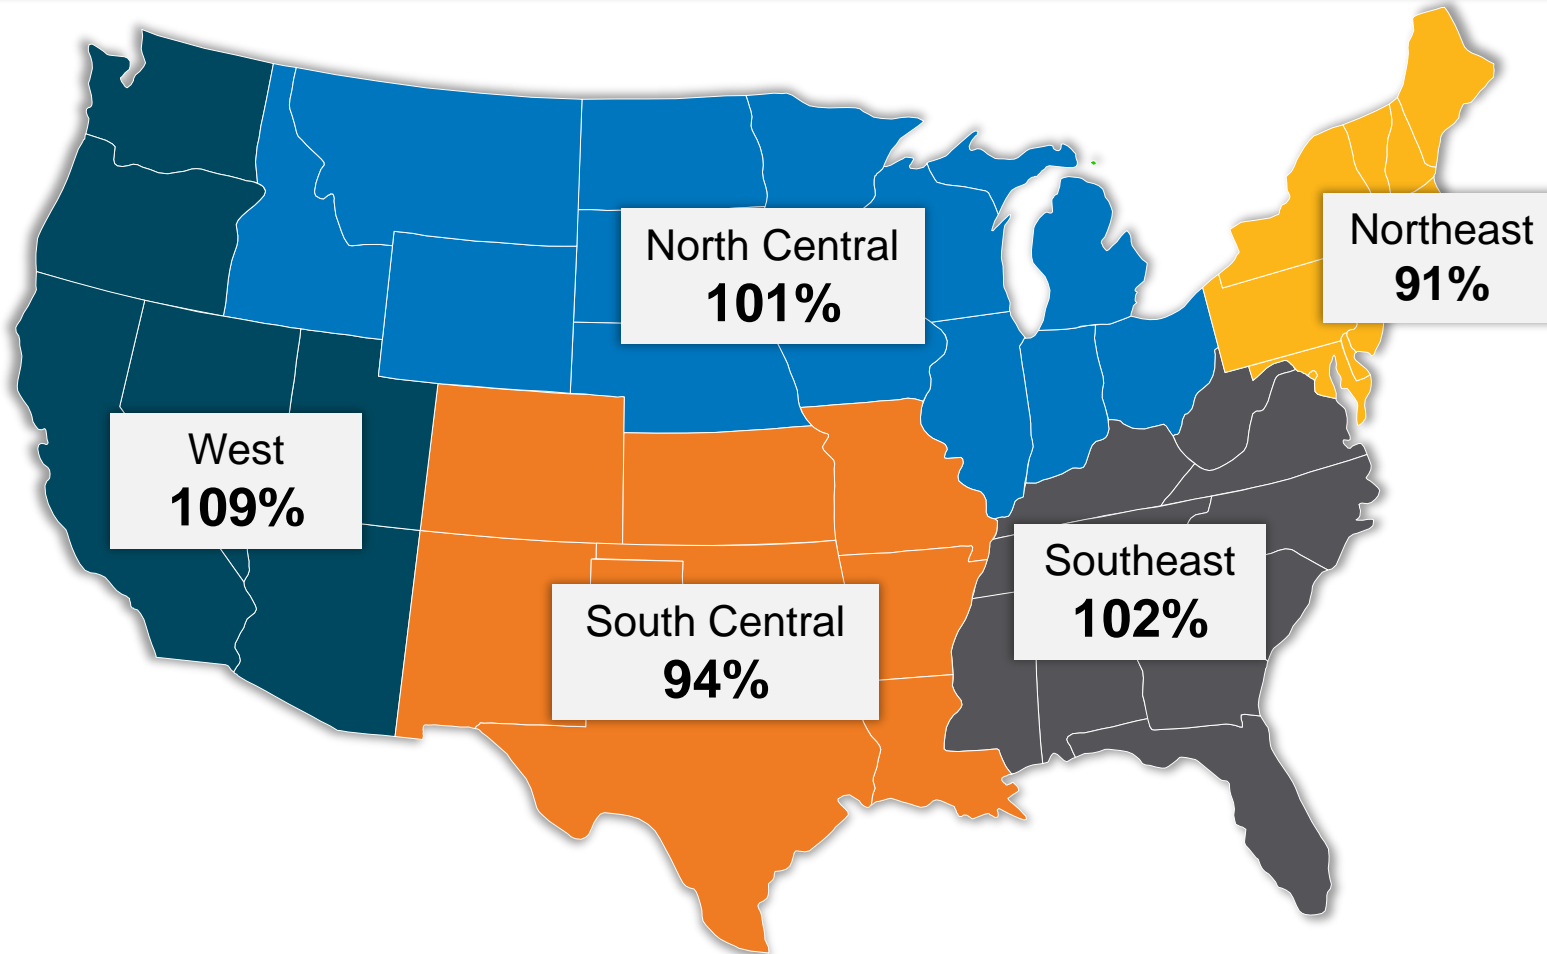 North Central
101%
Northeast
91%
West
109%
Southeast
102%
South Central
94%